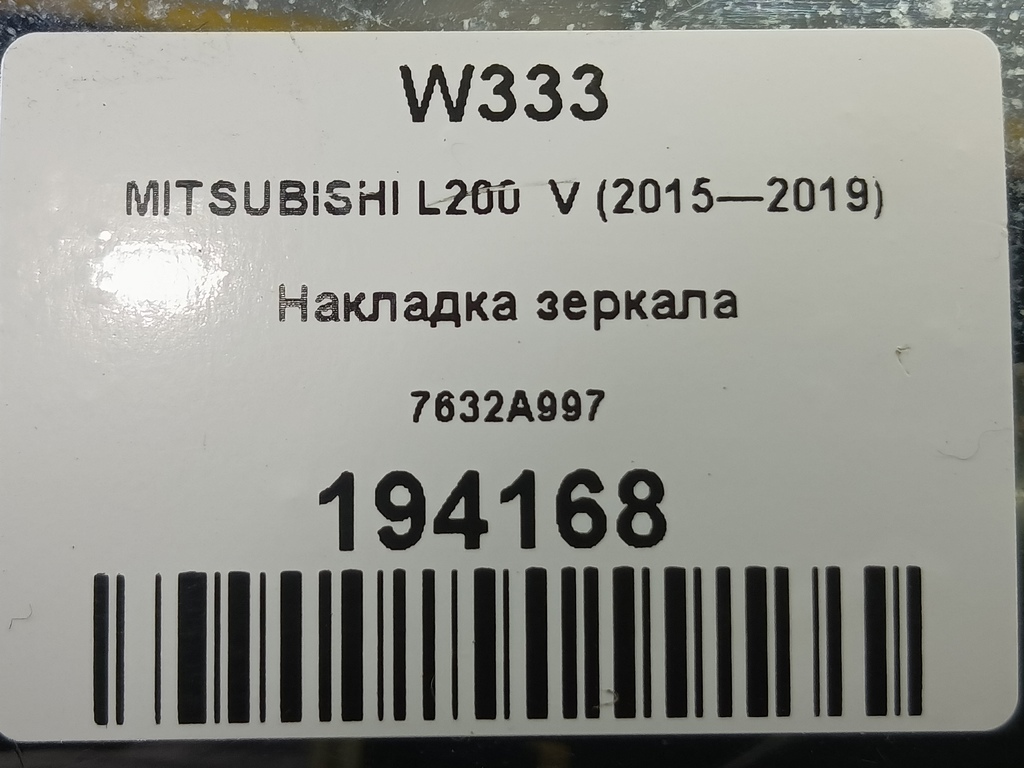 W333
MITSUBISHI L200 V (2015—2019)
Накладка зеркала
7632A997
194168